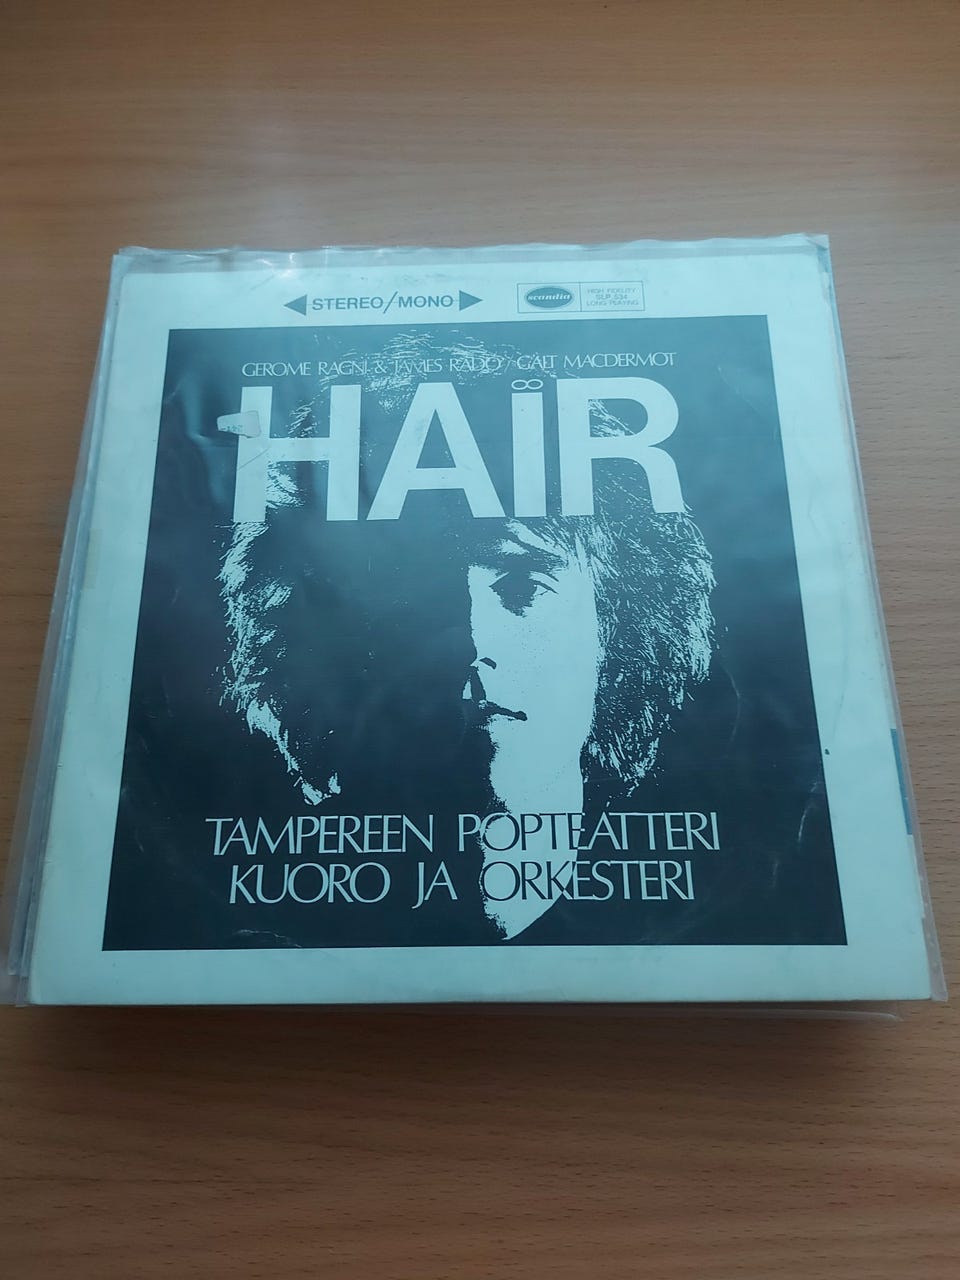 STEREO/MONO
scandia
HIGH FIDELITY
SLP 534
LONG PLAYING
GEROME RAGNI & JAMES RADO / GALT MACDERMOT
HAÏR
TAMPEREEN POPTEATTERI
KUORO JA ORKESTERI